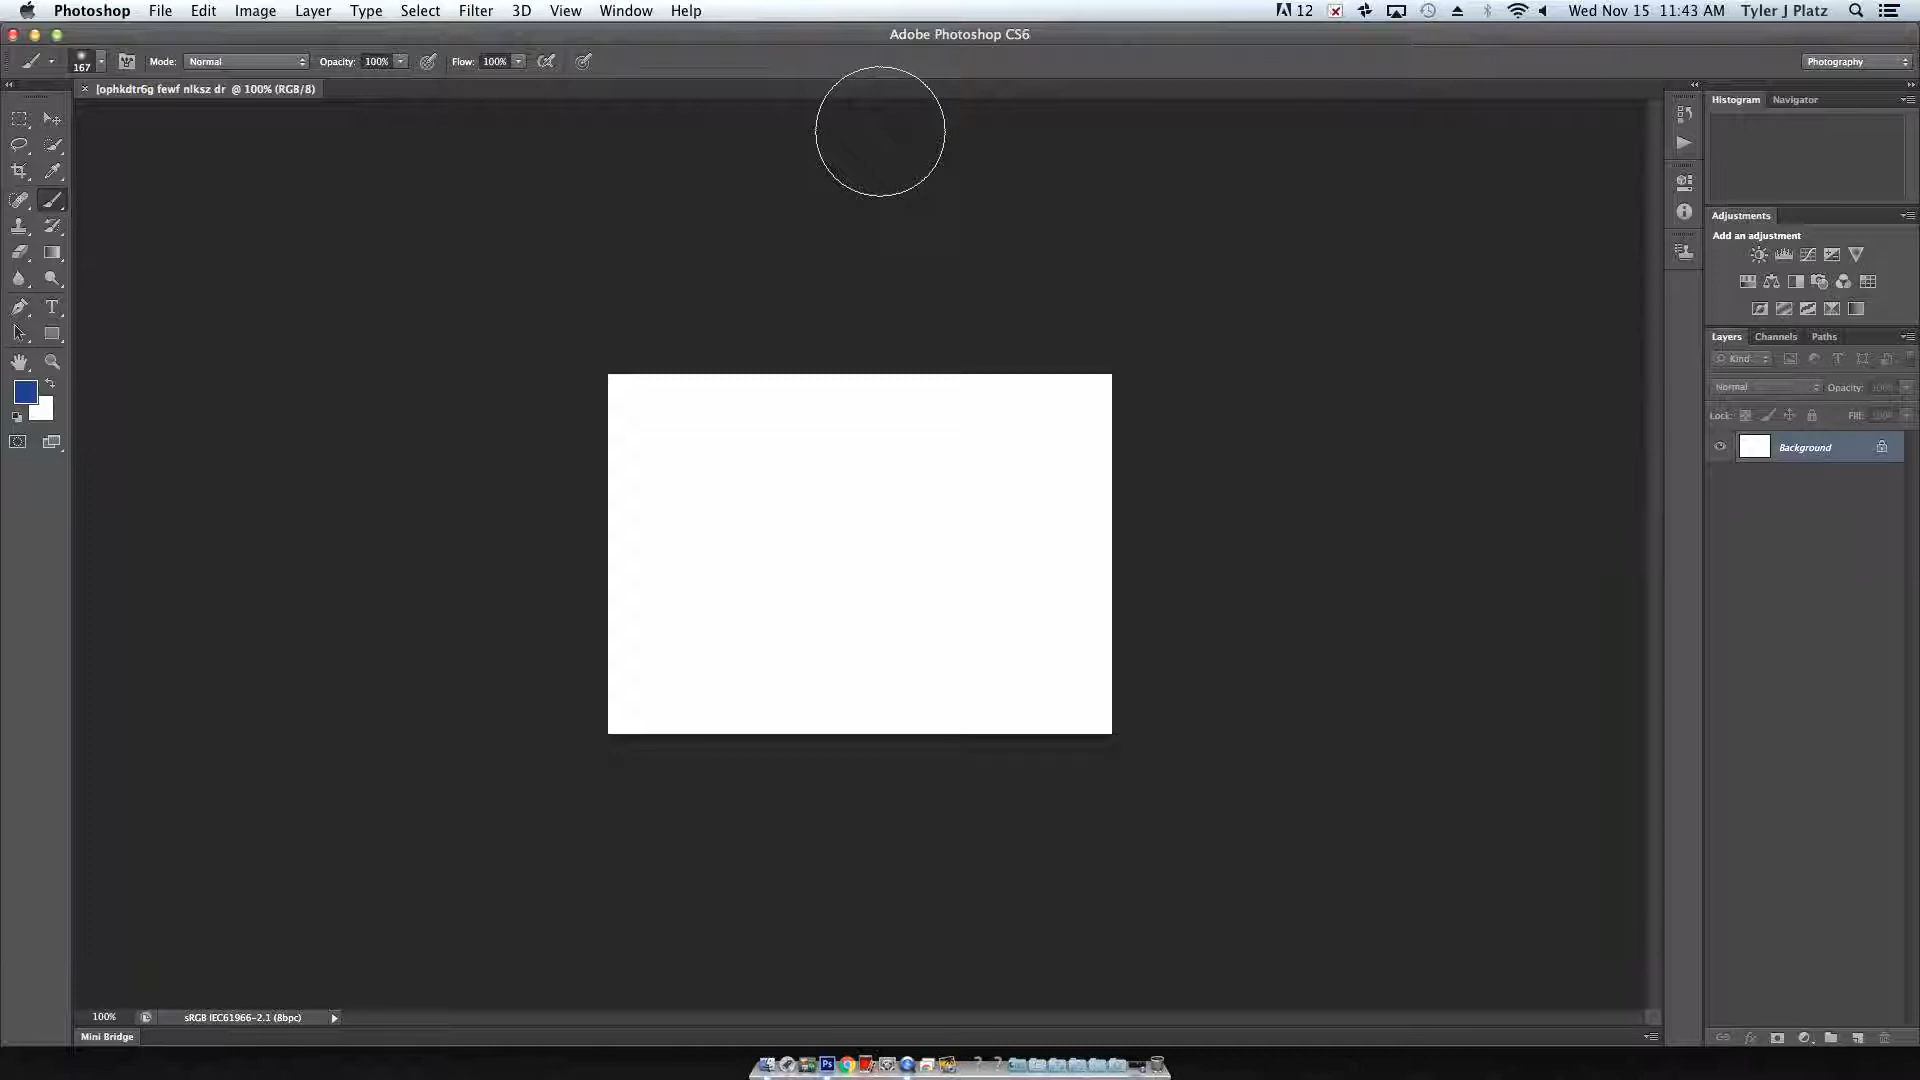 Photoshop File Edit Image Layer Type Select Filter 3D View Window Help 12 Wed Nov 15 11:43 AM Tyler J Platz
Adobe Photoshop CS6
167 Mode: Normal Opacity: 100% Flow: 100% Photography
[ophkdtr6g fewf nlksz dr @ 100% (RGB/8)
Histogram Navigator
Adjustments
Add an adjustment
Layers Channels Paths
Kind
Normal Opacity: 100%
Lock: Fill: 100%
Background
100% sRGB IEC61966-2.1 (8bpc)
Mini Bridge